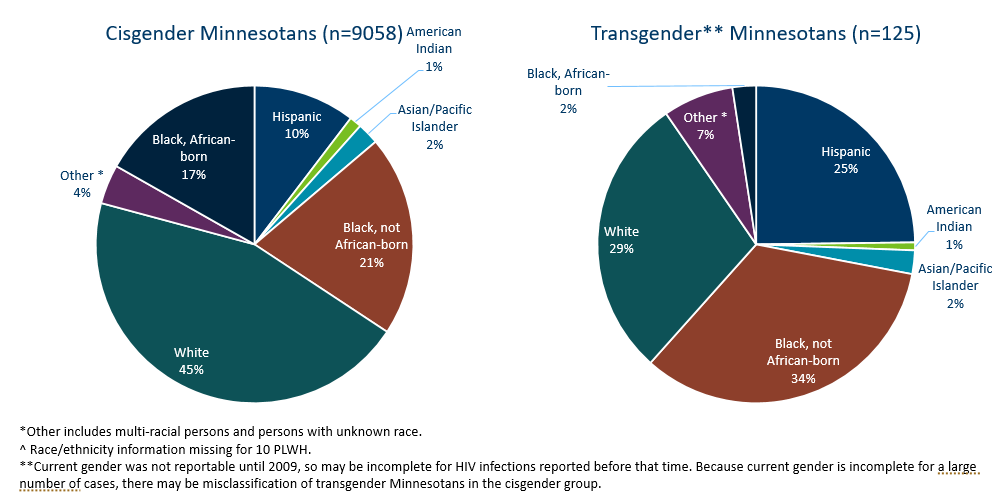 Cisgender Minnesotans (n=9058)
American
Indian
1%
Hispanic
10%
Asian/Pacific
Islander
2%
Black, African-
born
17%
Other *
4%
Black, not
African-born
21%
White
45%
Transgender** Minnesotans (n=125)
Black, African-
born
2%
Other *
7%
Hispanic
25%
White
29%
American
Indian
1%
Asian/Pacific
Islander
2%
Black, not
African-born
34%
*Other includes multi-racial persons and persons with unknown race.
^ Race/ethnicity information missing for 10 PLWH.
**Current gender was not reportable until 2009, so may be incomplete for HIV infections reported before that time. Because current gender is incomplete for a large
number of cases, there may be misclassification of transgender Minnesotans in the cisgender group.